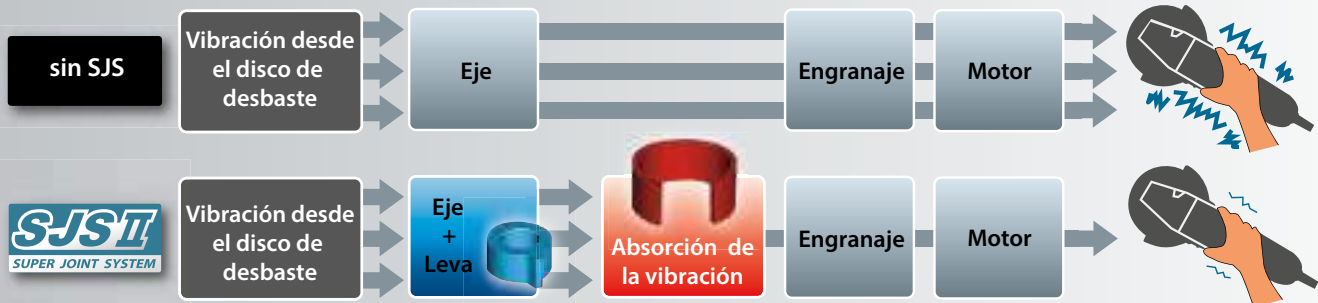 sin SJS
Vibración desde
el disco de
desbaste
Eje
Engranaje
Motor
SJS II
SUPER JOINT SYSTEM
Vibración desde
el disco de
desbaste
Eje
+
Leva
Absorción de
la vibración
Engranaje
Motor